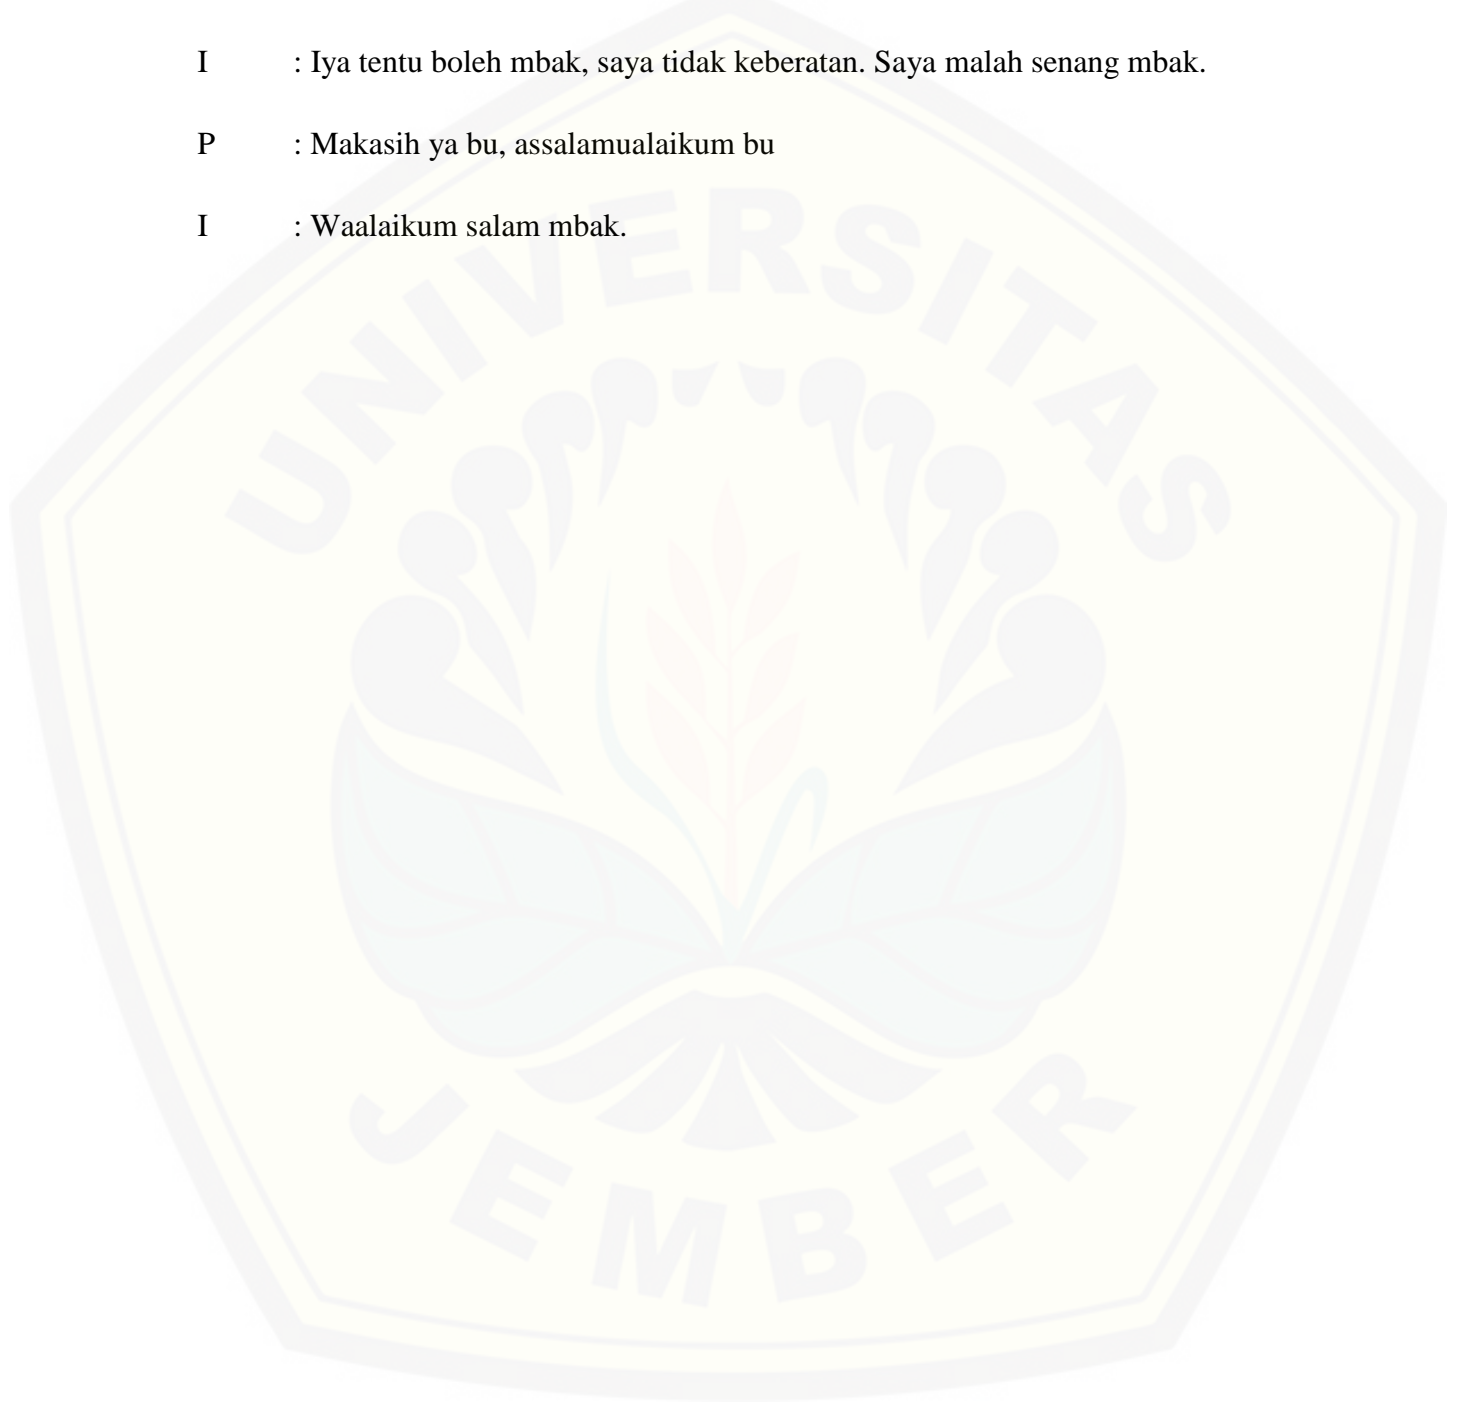 I : Iya tentu boleh mbak, saya tidak keberatan. Saya malah senang mbak.
P : Makasih ya bu, assalamualaikum bu
I : Waalaikum salam mbak.
UNIVERSITAS
JEMBER